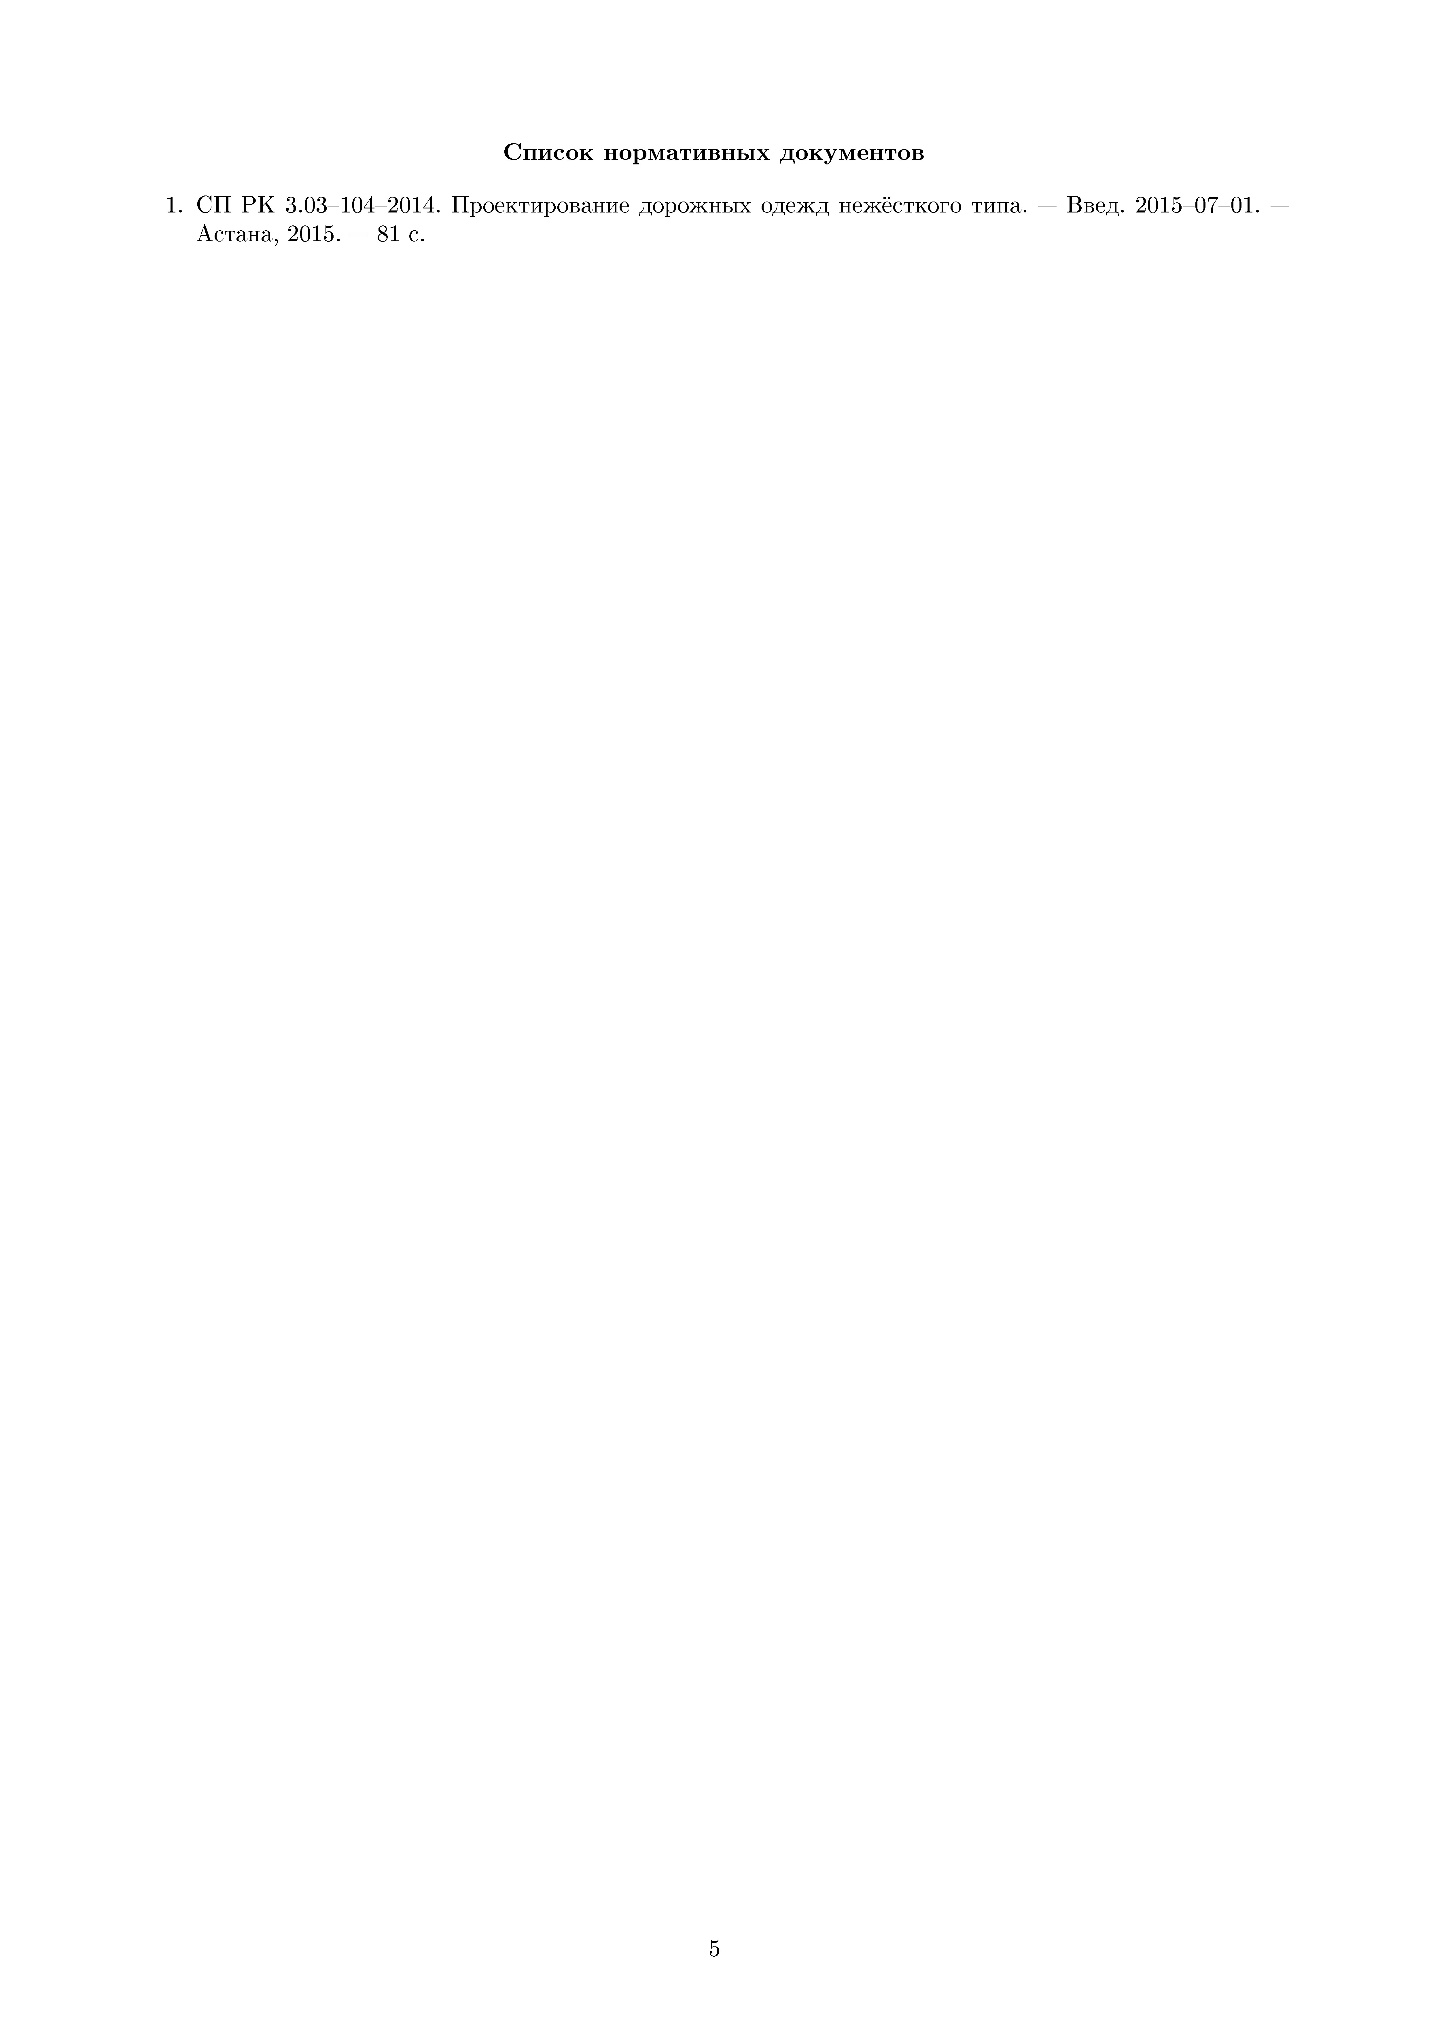 Список нормативных документов
1. СП РК 3.03–104–2014. Проектирование дорожных одежд нежёсткого типа. — Введ. 2015–07–01. —
Астана, 2015. — 81 с.
5